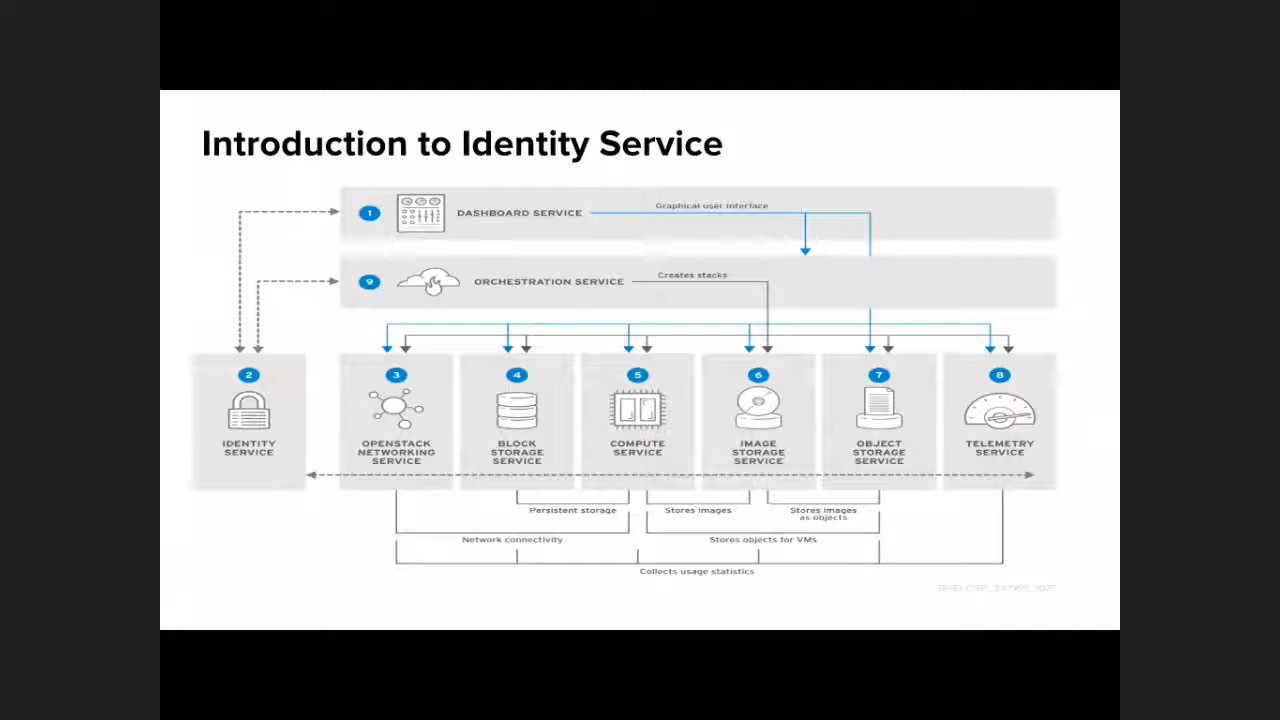 Introduction to Identity Service
1
DASHBOARD SERVICE
Graphical user interface
9
ORCHESTRATION SERVICE
Creates stacks
2
IDENTITY
SERVICE
3
OPENSTACK
NETWORKING
SERVICE
4
BLOCK
STORAGE
SERVICE
5
COMPUTE
SERVICE
6
IMAGE
STORAGE
SERVICE
7
OBJECT
STORAGE
SERVICE
8
TELEMETRY
SERVICE
Persistent storage
Stores images
Stores images
as objects
Network connectivity
Stores objects for VMs
Collects usage statistics